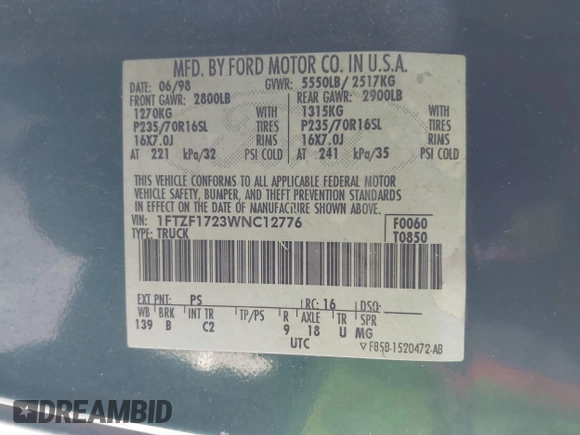 MFD. BY FORD MOTOR CO. IN U.S.A.
DATE: 06/98 GVWR: 5550LB/ 2517KG
FRONT GAWR: 2800LB REAR GAWR: 2900LB
1270KG WITH 1315KG WITH
P235/70R16SL TIRES P235/70R16SL TIRES
16X7.0J RIMS 16X7.0J RIMS
AT 221 kPa/32 PSI COLD AT 241 kPa/35 PSI COLD
THIS VEHICLE CONFORMS TO ALL APPLICABLE FEDERAL MOTOR
VEHICLE SAFETY, BUMPER, AND THEFT PREVENTION STANDARDS
IN EFFECT ON THE DATE OF MANUFACTURE SHOWN ABOVE.
VIN: 1FTZF1723WNC12776 F0060
TYPE: TRUCK T0850
EXT PNT: PS RC: 16 DSO:
WB BRK INT TR TP/PS R AXLE TR SPR
139 B C2 9 18 U MG
UTC
▽ F85B-1520472-AB
DREAMBID